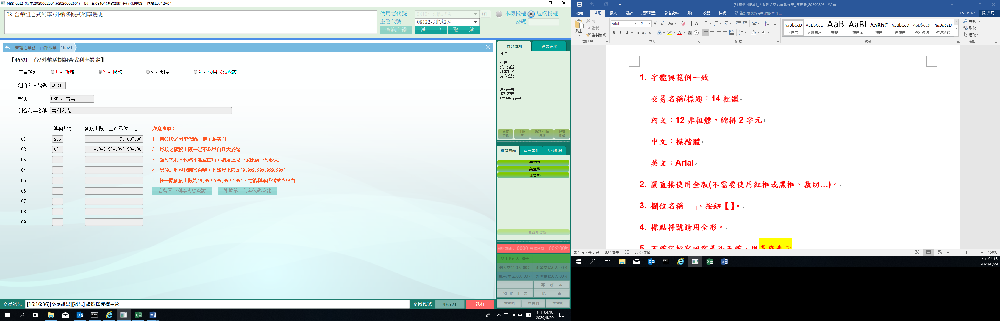 NBS-uat2 (版本:2020062601.b2020062601) 使用者:08104(測試239) 分行別:9908 工作站:L9712A04
08-台幣組合式利率/外幣多段式利率變更
使用者代號 08104-測試239 01 本機授權 遠端授權
主管代號 08122-測試274 密碼
查詢印鑑 送 出 取 消
管理性業務 內部作業 46521
【46521 台/外幣活期組合式利率設定】
作業類別 1 - 新增 2 - 修改 3 - 刪除 4 - 使用狀態查詢
組合利率代碼 00246
幣別 USD - 美金
組合利率名稱 美利人森
利率代碼 額度上限 金額單位：元 注意事項：
01 A03 30,000.00 1：第01段之利率代碼一定不為空白
02 A01 9,999,999,999,999.00 2：每段之額度上限一定不為空白且大於零
03 3：該段之利率代碼不為空白時，額度上限一定比前一段較大
04 4：該段之利率代碼空白時，其額度上限為'9,999,999,999,999'
05 5：任一段額度上限為'9,999,999,999,999'，之後利率代碼需為空白
06 台幣單一利率代碼查詢 外幣單一利率代碼查詢
07
08
09
交易訊息 [16:16:36][交易訊息][訊息] 請選擇授權主管 交易代號 46521 執行
身分識別 產品往來
姓名
生日
統一編號
理專姓名
身分註記
注意事項
簡訊密碼
近期事故異動
顧客資訊 手續費 通路/共同行銷 顧客影像
推薦商品 重要事件 互動記錄
無資料
無資料
無資料
一般轉介登錄
服務號碼： 0000 等候時間： 00分00秒
ＶＩＰ:0人 00分
個人交易:0人 00分 企業交易:0人 00分
開戶/申請:0人 00分 外匯業務:0人 00分
再 呼 叫
預 約 叫 號 結 束
無資料 無資料 無資料
中
下午 04:16
2020/6/29
(F1範例)46301_大額現金交易申報作業_陳菀儀_20200803 - Word
檔案 常用 插入 設計 版面配置 參考資料 郵件 校閱 檢視 告訴我您想要執行的動作... TEST19189 共用
貼上 剪下
複製
複製格式
剪貼簿
Arial 12
字型
段落
AaBbCcD AaBbCcD AaB AaBl AaBbC AaBbCcD AaBbCcD AaBbCcD
內文 無間距 標題 1 標題 2 標題 副標題 區別強調 強調斜體
樣式
尋找
取代
選取
編輯
1. 字體與範例一致
交易名稱/標題：14 粗體
內文：12 非粗體，縮排 2 字元
中文：標楷體
英文：Arial
2. 圖直接使用全版(不需要使用紅框或黑框、裁切…)。
3. 欄位名稱「」、按鈕【】。
4. 標點符號請用全形。
5. 不確定撰寫內容是否正確，用黃底表示
第 1 頁，共 3 頁 837 個字 英文 (美國) 150%
下午 04:16
2020/6/29